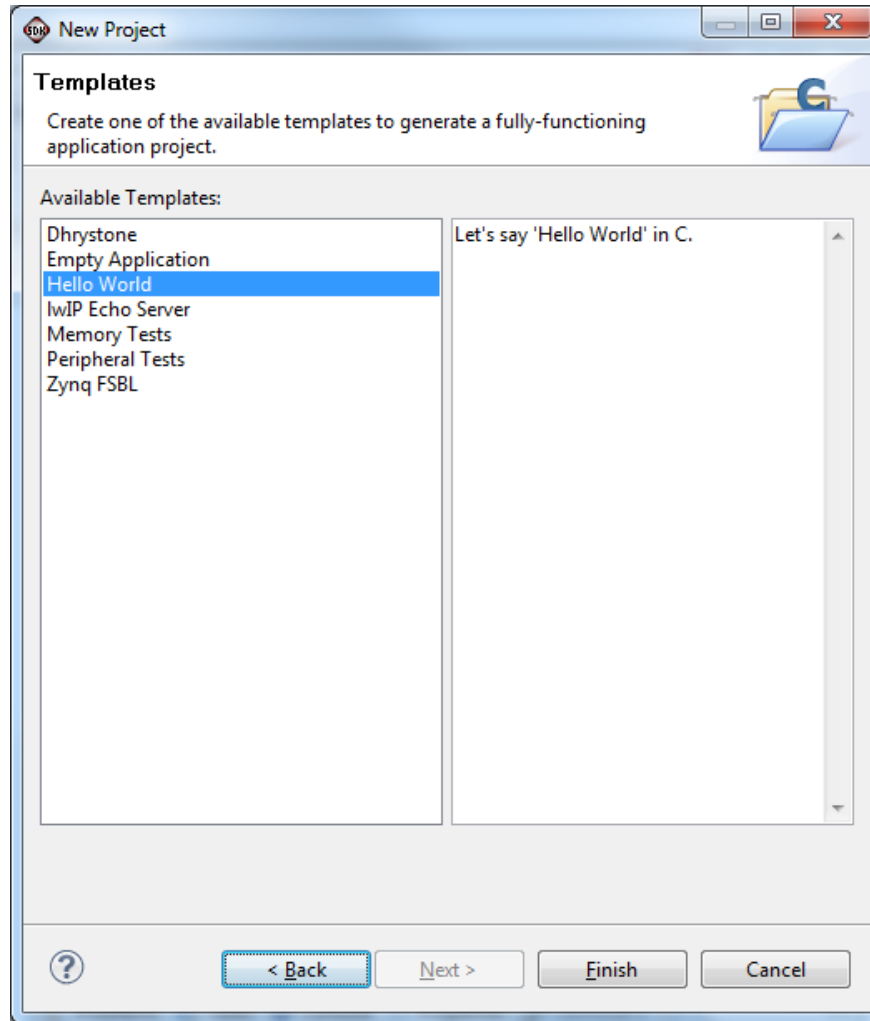 SDK New Project
Templates
Create one of the available templates to generate a fully-functioning
application project.
C
Available Templates:
Dhrystone
Empty Application
Hello World
lwIP Echo Server
Memory Tests
Peripheral Tests
Zynq FSBL
Let's say 'Hello World' in C.
?
< Back
Next >
Finish
Cancel